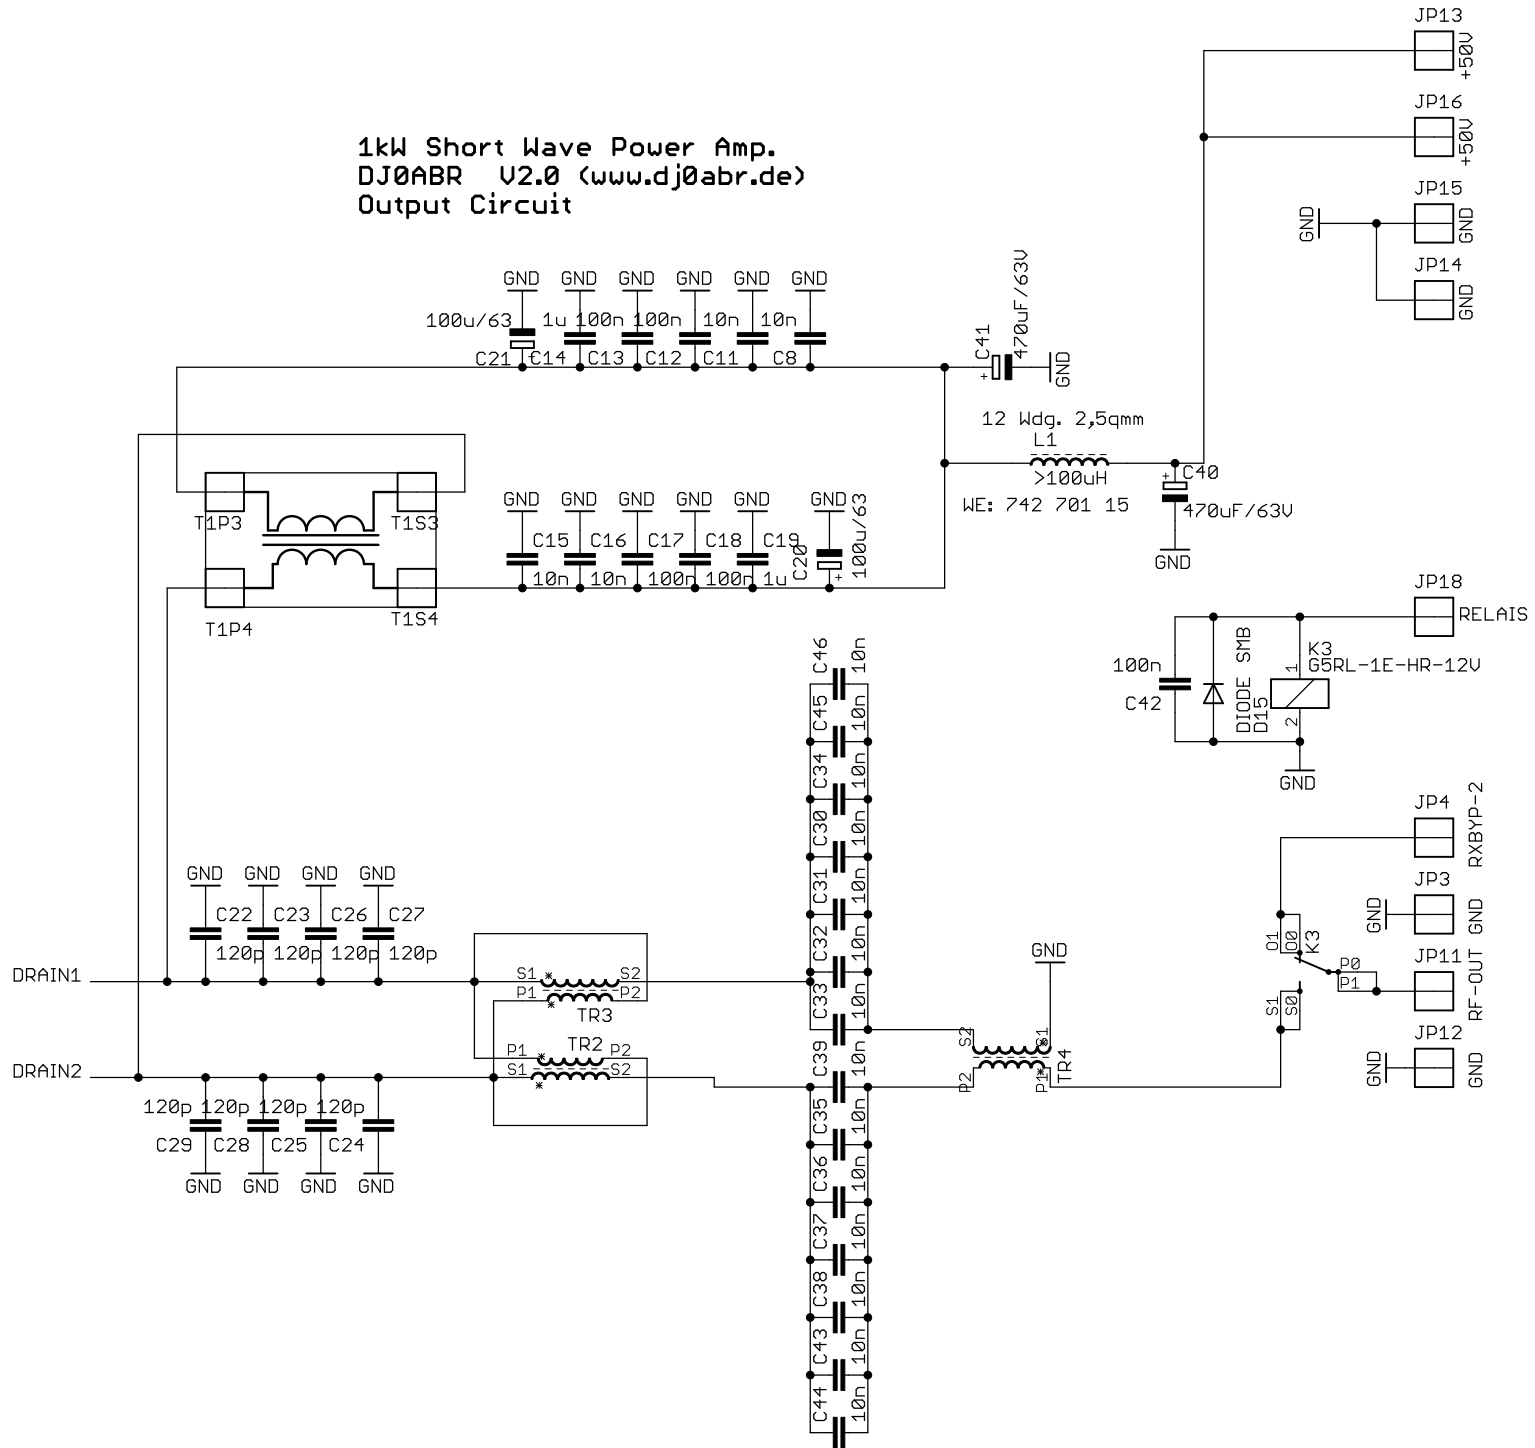 JP13
+50V
JP16
+50V
1kW Short Wave Power Amp.
DJ0ABR V2.0 (www.dj0abr.de)
Output Circuit
JP15
GND
GND
JP14
GND
GND GND GND GND GND GND
100u/63 1u 100n 100n 10n 10n
C21 + C14 C13 C12 C11 C8
C41
470uF/63V
+
GND
12 Wdg. 2,5qmm
L1
>100uH
WE: 742 701 15
+
C40
470uF/63V
GND
T1P3
T1S3
T1P4
T1S4
GND GND GND GND GND GND
C15 C16 C17 C18 C19 C20
10n 10n 100n 100n 1u
100u/63
+
JP18
RELAIS
100n
C42
DIODE SMB
D15
1
K3
G5RL-1E-HR-12V
2
GND
C46 10n
C45 10n
C34 10n
C30 10n
C31 10n
C32 10n
C33 10n
C39 10n
C35 10n
C36 10n
C37 10n
C38 10n
C43 10n
C44 10n
JP4
RXBYP-2
JP3
GND
GND
JP11
RF-OUT
JP12
GND
GND
O1
O0
K3
P0
P1
S1
S0
GND GND GND GND
C22 C23 C26 C27
120p 120p 120p 120p
DRAIN1
S1 * S2
P1 * P2
TR3
TR2
P1 * P2
S1 * S2
DRAIN2
120p 120p 120p 120p
C29 C28 C25 C24
GND GND GND GND
GND
S2
S1
*
P2
P1
*
TR4